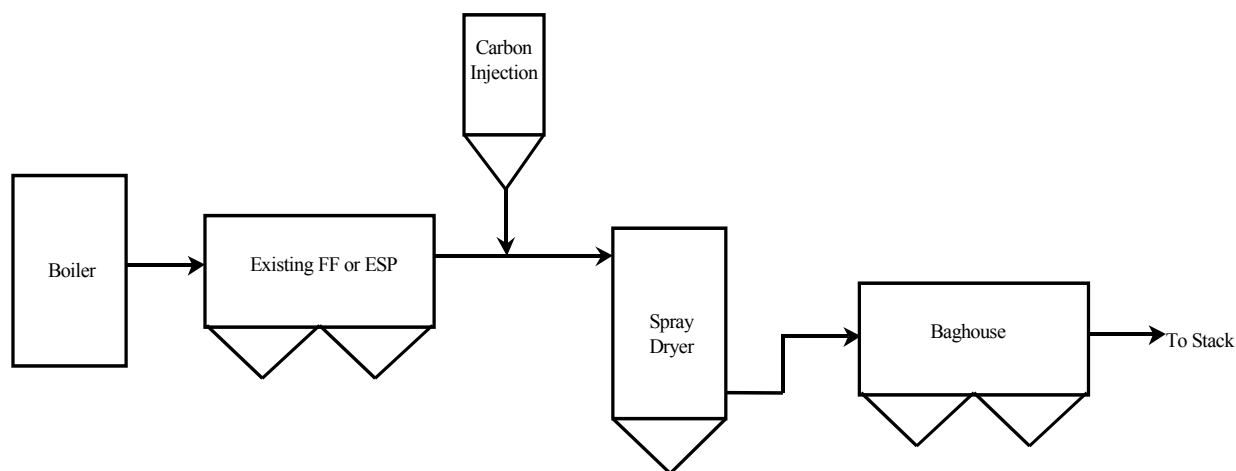 Carbon
Injection
Boiler
Existing FF or ESP
Spray
Dryer
Baghouse
To Stack